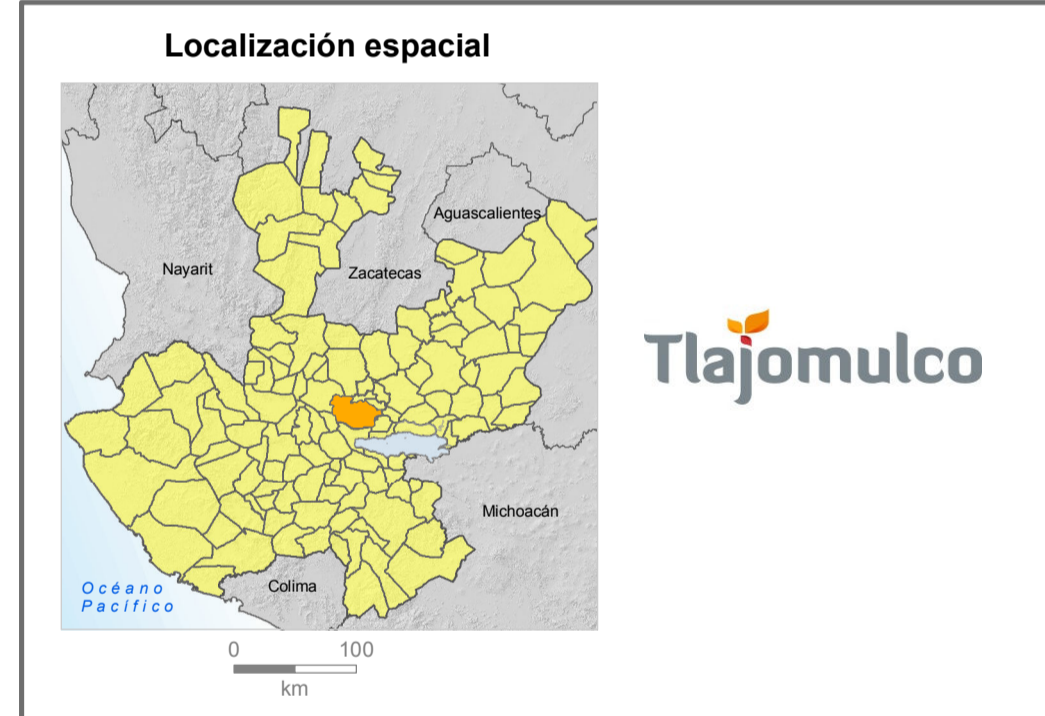 Localización espacial
Aguascalientes
Nayarit
Zacatecas
Tlajomulco
Michoacán
Océano
Pacífico
Colima
0 100
km